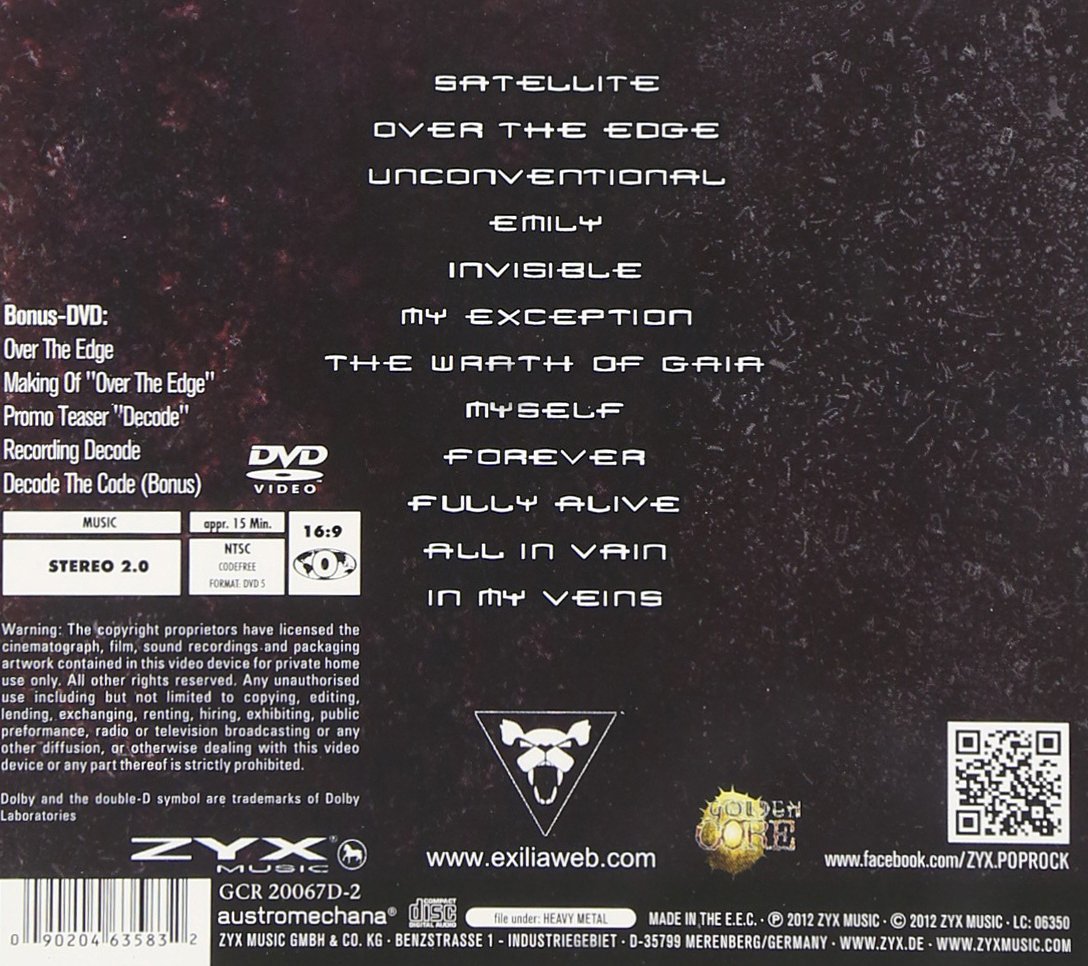 SATELLITE
OVER THE EDGE
UNCONVENTIONAL
EMILY
INVISIBLE
MY EXCEPTION
THE WRATH OF GAIA
MYSELF
FOREVER
FULLY ALIVE
ALL IN VAIN
IN MY VEINS
Bonus-DVD:
Over The Edge
Making Of "Over The Edge"
Promo Teaser "Decode"
Recording Decode
Decode The Code (Bonus)
DVD
VIDEO™
MUSIC
STEREO 2.0
appr. 15 Min.
NTSC
CODEFREE
FORMAT: DVD 5
16:9
0
Warning: The copyright proprietors have licensed the
cinematograph, film, sound recordings and packaging
artwork contained in this video device for private home
use only. All other rights reserved. Any unauthorised
use including but not limited to copying, editing,
lending, exchanging, renting, hiring, exhibiting, public
preformance, radio or television broadcasting or any
other diffusion, or otherwise dealing with this video
device or any part thereof is strictly prohibited.
Dolby and the double-D symbol are trademarks of Dolby
Laboratories
ZYX®
MUSIC
www.exiliaweb.com
GOLDEN
CORE
www.facebook.com/ZYX.POPROCK
0 90204 63583 2
GCR 20067D-2
austromechana®
COMPACT
disc
DIGITAL AUDIO
file under: HEAVY METAL
MADE IN THE E.E.C. · ℗ 2012 ZYX MUSIC · © 2012 ZYX MUSIC · LC: 06350
ZYX MUSIC GMBH & CO. KG · BENZSTRASSE 1 - INDUSTRIEGEBIET · D-35799 MERENBERG/GERMANY · WWW.ZYX.DE · WWW.ZYXMUSIC.COM